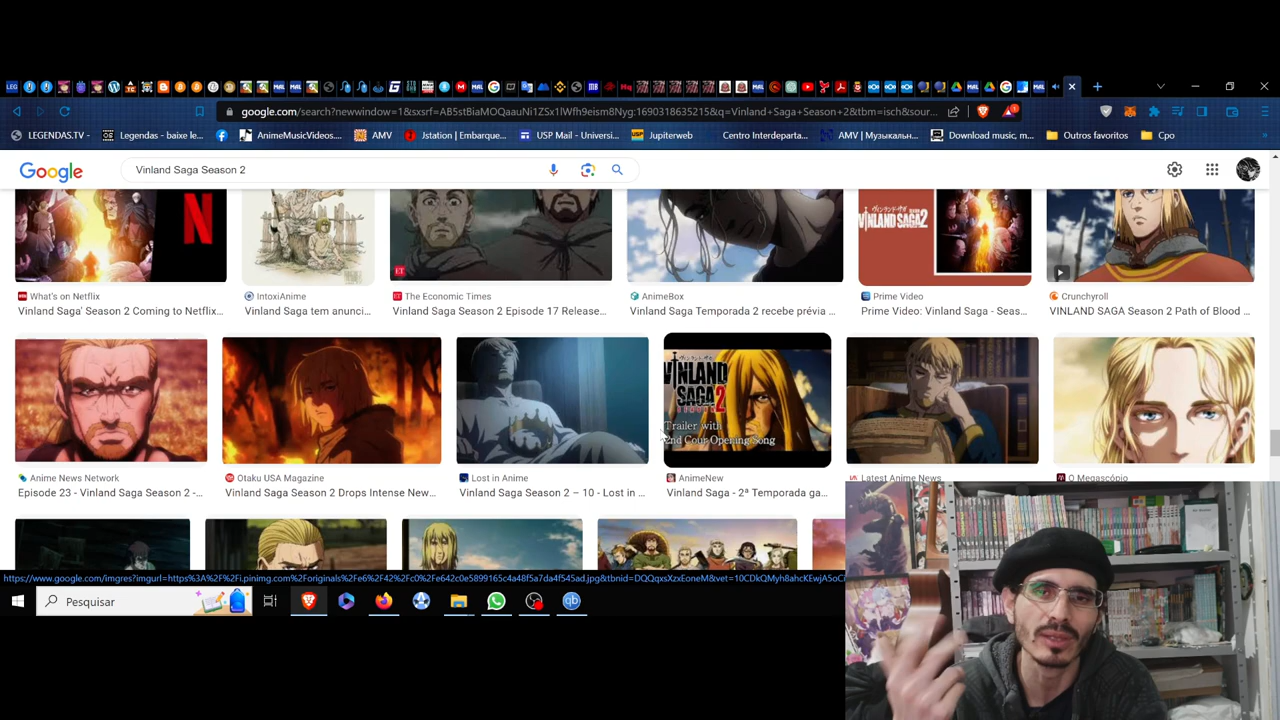 google.com/search?newwindow=1&sxsrf=AB5stBiaMOQaauNi1ZSx1lWfh9eism8Nyg:1690318635215&q=Vinland+Saga+Season+2&tbm=isch&sour...
LEGENDAS.TV -
Legendas - baixe le...
AnimeMusicVideos....
AMV
Jstation | Embarque...
USP Mail - Universi...
Jupiterweb
Centro Interdeparta...
AMV | Музыкальн...
Download music, m...
Outros favoritos
Cpo
Google
Vinland Saga Season 2
N
ET
VINLAND
SAGA2
What's on Netflix
Vinland Saga' Season 2 Coming to Netflix...
IntoxiAnime
Vinland Saga tem anunci...
The Economic Times
Vinland Saga Season 2 Episode 17 Release...
AnimeBox
Vinland Saga Temporada 2 recebe prévia ...
Prime Video
Prime Video: Vinland Saga - Seas...
Crunchyroll
VINLAND SAGA Season 2 Path of Blood ...
VINLAND
SAGA 2
Trailer with
2nd Cour Opening Song
Anime News Network
Episode 23 - Vinland Saga Season 2 -...
Otaku USA Magazine
Vinland Saga Season 2 Drops Intense New...
Lost in Anime
Vinland Saga Season 2 – 10 - Lost in ...
AnimeNew
Vinland Saga - 2ª Temporada ga...
Latest Anime News
O Megascópio
Pesquisar